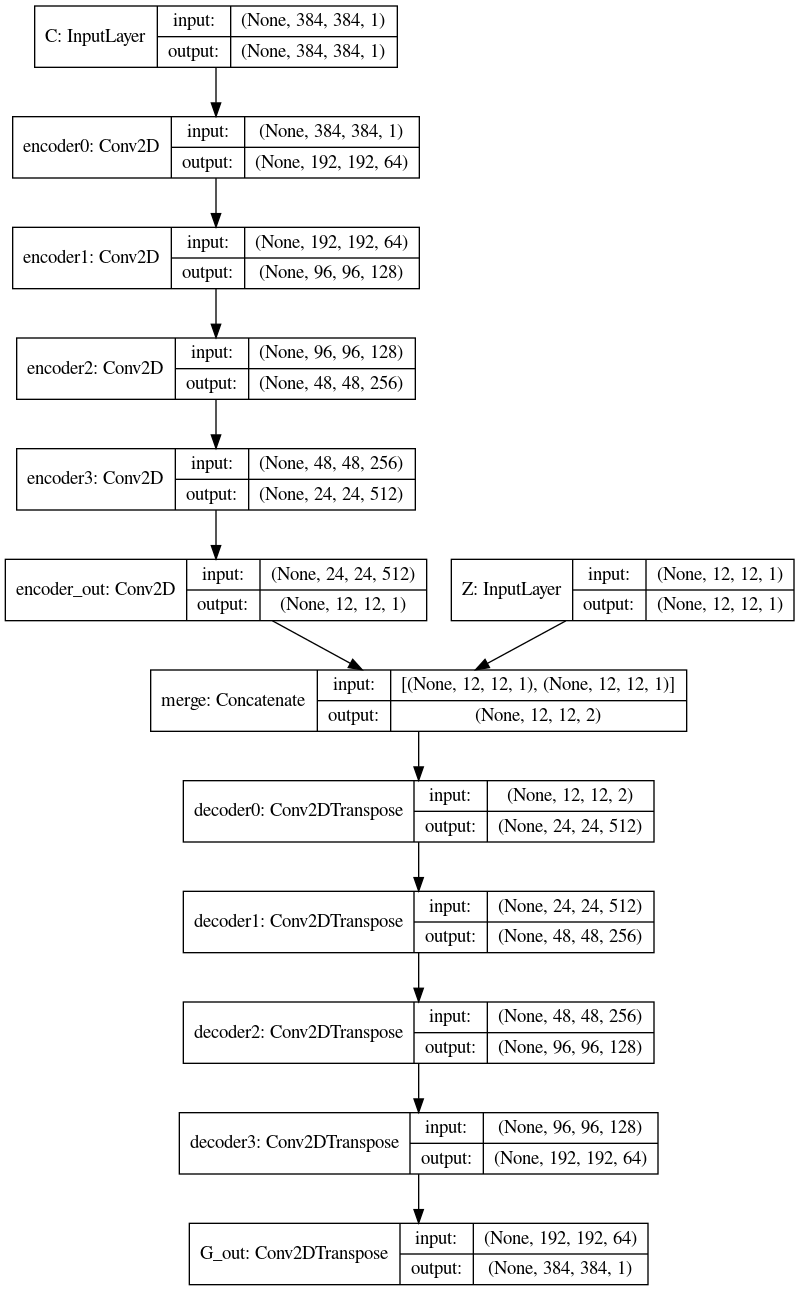 C: InputLayer
input: (None, 384, 384, 1)
output: (None, 384, 384, 1)
encoder0: Conv2D
input: (None, 384, 384, 1)
output: (None, 192, 192, 64)
encoder1: Conv2D
input: (None, 192, 192, 64)
output: (None, 96, 96, 128)
encoder2: Conv2D
input: (None, 96, 96, 128)
output: (None, 48, 48, 256)
encoder3: Conv2D
input: (None, 48, 48, 256)
output: (None, 24, 24, 512)
encoder_out: Conv2D
input: (None, 24, 24, 512)
output: (None, 12, 12, 1)
Z: InputLayer
input: (None, 12, 12, 1)
output: (None, 12, 12, 1)
merge: Concatenate
input: [(None, 12, 12, 1), (None, 12, 12, 1)]
output: (None, 12, 12, 2)
decoder0: Conv2DTranspose
input: (None, 12, 12, 2)
output: (None, 24, 24, 512)
decoder1: Conv2DTranspose
input: (None, 24, 24, 512)
output: (None, 48, 48, 256)
decoder2: Conv2DTranspose
input: (None, 48, 48, 256)
output: (None, 96, 96, 128)
decoder3: Conv2DTranspose
input: (None, 96, 96, 128)
output: (None, 192, 192, 64)
G_out: Conv2DTranspose
input: (None, 192, 192, 64)
output: (None, 384, 384, 1)